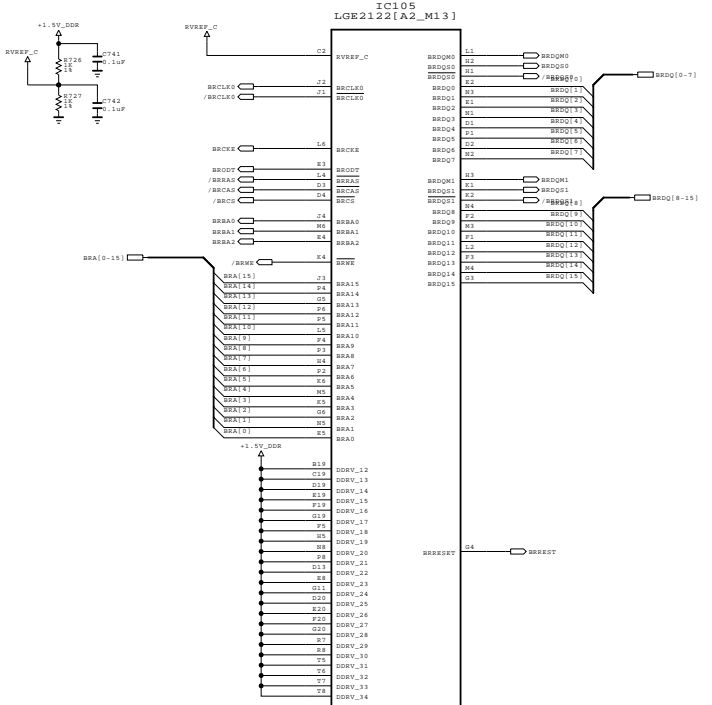 IC105
LGE2122[A2_M13]
+1.5V_DDR
RVREF_C
R726
1K
1%
C741
0.1uF
R727
1K
1%
C742
0.1uF
RVREF_C
C2 RVREF_C
BRCLK0 J2 BRCLK0
/BRCLK0 J1 BRCLK0
BRCKE L6 BRCKE
BRODT E3 BRODT
/BRRAS L4 BRRAS
/BRCAS D3 BRCAS
/BRCS D4 BRCS
BRBA0 J4 BRBA0
BRBA1 M6 BRBA1
BRBA2 E4 BRBA2
/BRWE K4 BRWE
BRA[0-15]
BRA[15] J3 BRA15
BRA[14] P4 BRA14
BRA[13] G5 BRA13
BRA[12] P6 BRA12
BRA[11] P5 BRA11
BRA[10] L5 BRA10
BRA[9] F4 BRA9
BRA[8] P3 BRA8
BRA[7] H4 BRA7
BRA[6] P2 BRA6
BRA[5] K6 BRA5
BRA[4] M5 BRA4
BRA[3] K5 BRA3
BRA[2] G6 BRA2
BRA[1] N5 BRA1
BRA[0] E5 BRA0
+1.5V_DDR
B19 DDRV_12
C19 DDRV_13
D19 DDRV_14
E19 DDRV_15
F19 DDRV_16
G19 DDRV_17
F5 DDRV_18
H5 DDRV_19
N8 DDRV_20
P8 DDRV_21
D13 DDRV_22
E8 DDRV_23
G11 DDRV_24
D20 DDRV_25
E20 DDRV_26
F20 DDRV_27
G20 DDRV_28
R7 DDRV_29
R8 DDRV_30
T5 DDRV_31
T6 DDRV_32
T7 DDRV_33
T8 DDRV_34
BRDQM0 L1 BRDQM0
BRDQS0 H2 BRDQS0
BRDQS0 H1 /BRDQS0
BRDQ0 E2 BRDQ[0]
BRDQ1 N3 BRDQ[1]
BRDQ2 E1 BRDQ[2]
BRDQ3 N1 BRDQ[3]
BRDQ4 D1 BRDQ[4]
BRDQ5 P1 BRDQ[5]
BRDQ6 D2 BRDQ[6]
BRDQ7 N2 BRDQ[7]
BRDQ[0-7]
BRDQM1 H3 BRDQM1
BRDQS1 K1 BRDQS1
BRDQS1 K2 /BRDQS1
BRDQ8 N4 BRDQ[8]
BRDQ9 F2 BRDQ[9]
BRDQ10 M3 BRDQ[10]
BRDQ11 F1 BRDQ[11]
BRDQ12 L2 BRDQ[12]
BRDQ13 F3 BRDQ[13]
BRDQ14 M4 BRDQ[14]
BRDQ15 G3 BRDQ[15]
BRDQ[8-15]
BRRESET G4 BRREST